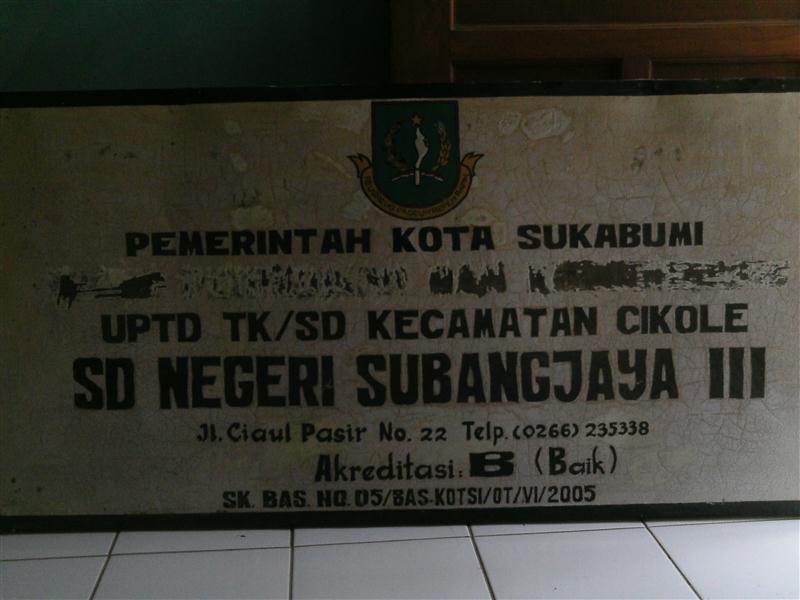 PEMERINTAH KOTA SUKABUMI
UPTD TK/SD KECAMATAN CIKOLE
SD NEGERI SUBANGJAYA III
Jl. Ciaul Pasir No. 22 Telp. (0266) 235338
Akreditasi: B (Baik)
SK. BAS. NO. 05/BAS-KOTSI/OT/VI/2005